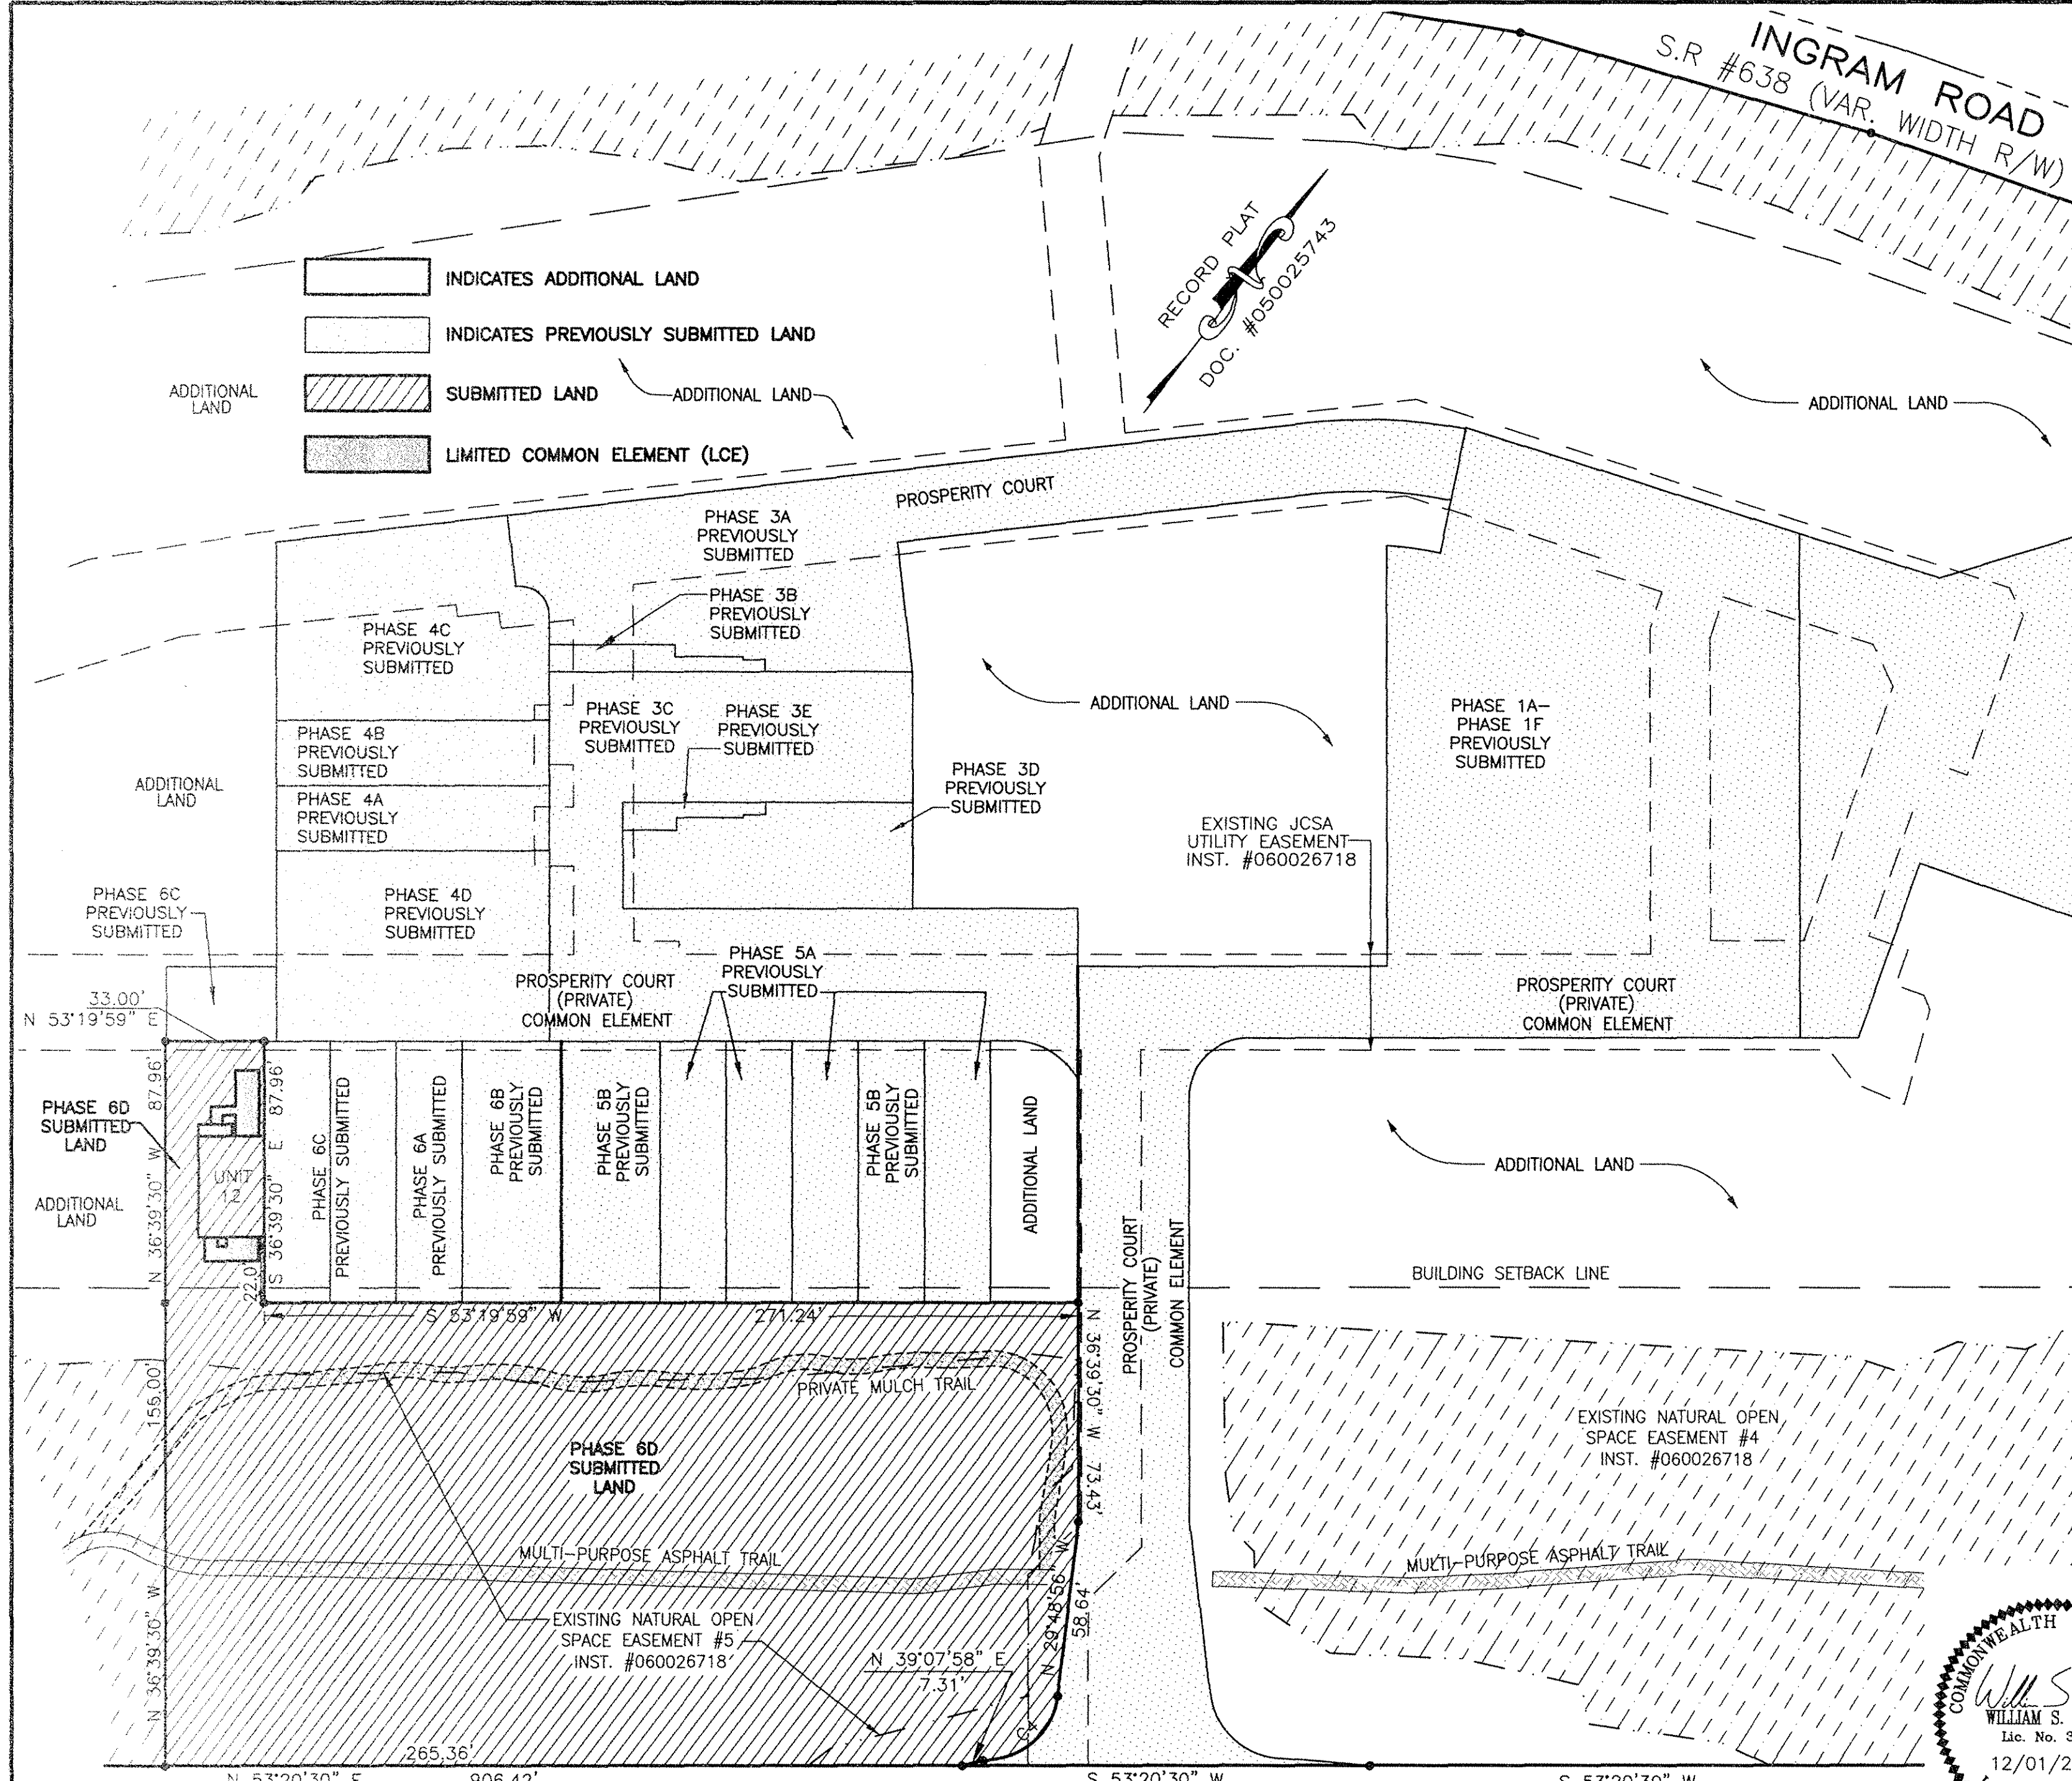 INGRAM ROAD
S.R #638 (VAR. WIDTH R/W)
RECORD PLAT
DOC. #050025743
INDICATES ADDITIONAL LAND
INDICATES PREVIOUSLY SUBMITTED LAND
SUBMITTED LAND
LIMITED COMMON ELEMENT (LCE)
ADDITIONAL
LAND
ADDITIONAL LAND
ADDITIONAL LAND
PROSPERITY COURT
PHASE 3A
PREVIOUSLY
SUBMITTED
PHASE 3B
PREVIOUSLY
SUBMITTED
PHASE 4C
PREVIOUSLY
SUBMITTED
PHASE 3C
PREVIOUSLY
SUBMITTED
PHASE 3E
PREVIOUSLY
SUBMITTED
ADDITIONAL LAND
PHASE 1A-
PHASE 1F
PREVIOUSLY
SUBMITTED
PHASE 4B
PREVIOUSLY
SUBMITTED
PHASE 3D
PREVIOUSLY
SUBMITTED
ADDITIONAL
LAND
PHASE 4A
PREVIOUSLY
SUBMITTED
EXISTING JCSA
UTILITY EASEMENT
INST. #060026718
PHASE 6C
PREVIOUSLY
SUBMITTED
PHASE 4D
PREVIOUSLY
SUBMITTED
PHASE 5A
PREVIOUSLY
SUBMITTED
PROSPERITY COURT
(PRIVATE)
COMMON ELEMENT
PROSPERITY COURT
(PRIVATE)
COMMON ELEMENT
33.00'
N 53°19'59" E
PHASE 6D
SUBMITTED
LAND
ADDITIONAL
LAND
N 36°39'30" W 87.96'
UNIT
12
S 36°39'30" E 87.96'
22.0
PHASE 6C
PREVIOUSLY SUBMITTED
PHASE 6A
PREVIOUSLY SUBMITTED
PHASE 6B
PREVIOUSLY
SUBMITTED
PHASE 5B
PREVIOUSLY
SUBMITTED
PHASE 5B
PREVIOUSLY
SUBMITTED
ADDITIONAL LAND
PROSPERITY COURT
(PRIVATE)
COMMON ELEMENT
ADDITIONAL LAND
BUILDING SETBACK LINE
S 53°19'59" W 271.24'
N 36°39'30" W 73.43'
PRIVATE MULCH TRAIL
PHASE 6D
SUBMITTED
LAND
N 36°39'30" W 156.00'
EXISTING NATURAL OPEN
SPACE EASEMENT #4
INST. #060026718
MULTI-PURPOSE ASPHALT TRAIL
MULTI-PURPOSE ASPHALT TRAIL
N 29°48'56" W
58.64'
EXISTING NATURAL OPEN
SPACE EASEMENT #5
INST. #060026718
N 39°07'58" E
7.31'
265.36'
N 53°20'30" E 906.42'
S 53°20'30" W
S 53°20'30" W
COMMONWEALTH
WILLIAM S.
Lic. No. 3
12/01/2